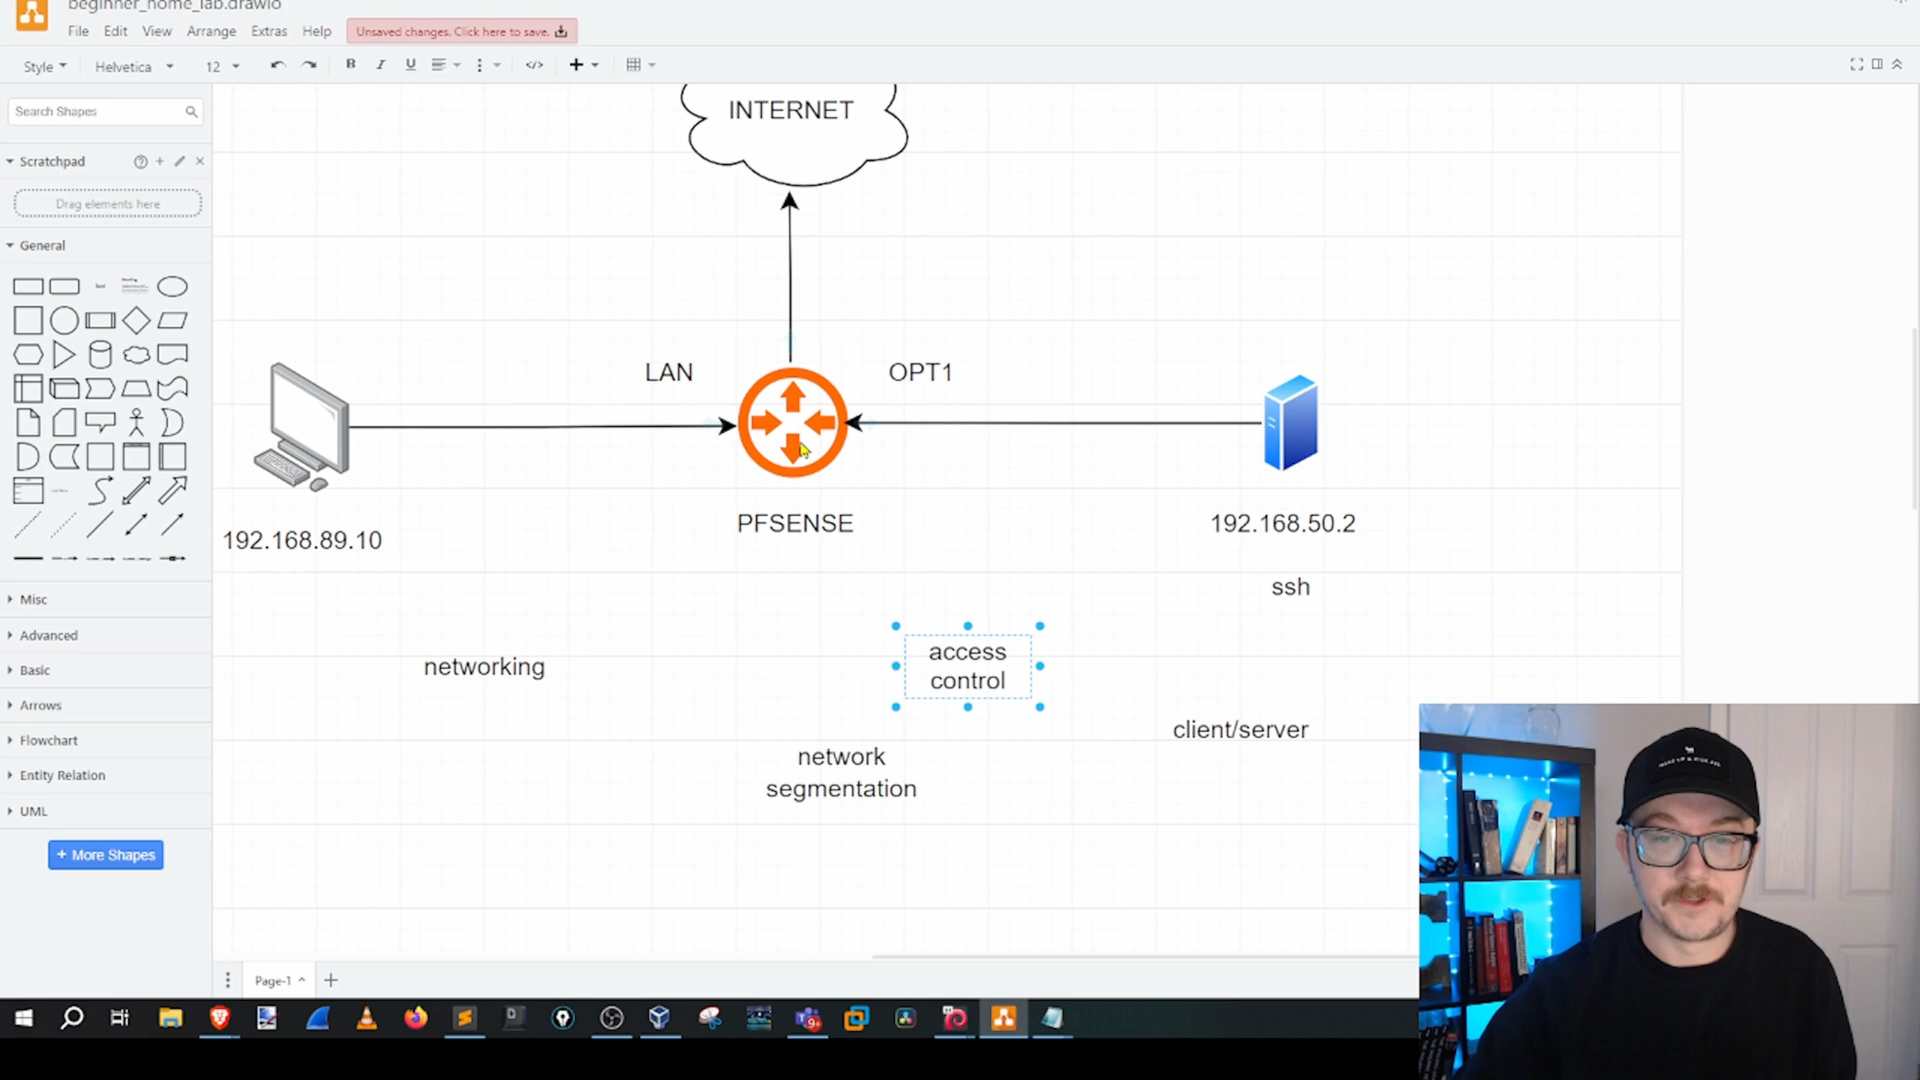 beginner_home_lab.drawio
File Edit View Arrange Extras Help Unsaved changes. Click here to save.
Style Helvetica 12 B I U
Search Shapes
Scratchpad
Drag elements here
General
Misc
Advanced
Basic
Arrows
Flowchart
Entity Relation
UML
+ More Shapes
INTERNET
LAN
OPT1
192.168.89.10
PFSENSE
192.168.50.2
ssh
networking
access
control
client/server
network
segmentation
Page-1
9+